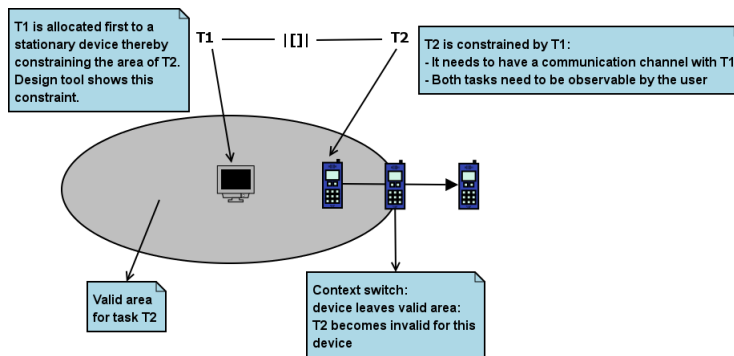 T1 is allocated first to a
stationary device thereby
constraining the area of T2.
Design tool shows this
constraint.
T1 |[]| T2
T2 is constrained by T1:
- It needs to have a communication channel with T1
- Both tasks need to be observable by the user
Valid area
for task T2
Context switch:
device leaves valid area:
T2 becomes invalid for this
device